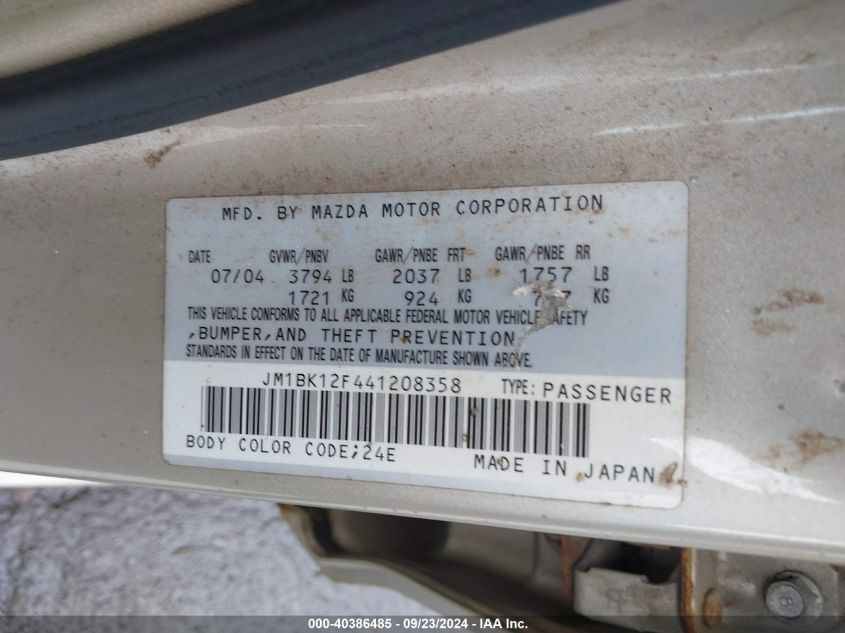 MFD. BY MAZDA MOTOR CORPORATION
DATE GVWR/PNBV GAWR/PNBE FRT GAWR/PNBE RR
07/04 3794 LB 2037 LB 1757 LB
1721 KG 924 KG KG
THIS VEHICLE CONFORMS TO ALL APPLICABLE FEDERAL MOTOR VEHICLE SAFETY
,BUMPER,AND THEFT PREVENTION
STANDARDS IN EFFECT ON THE DATE OF MANUFACTURE SHOWN ABOVE.
JM1BK12F441208358 TYPE: PASSENGER
BODY COLOR CODE;24E MADE IN JAPAN
000-40386485 - 09/23/2024 - IAA Inc.